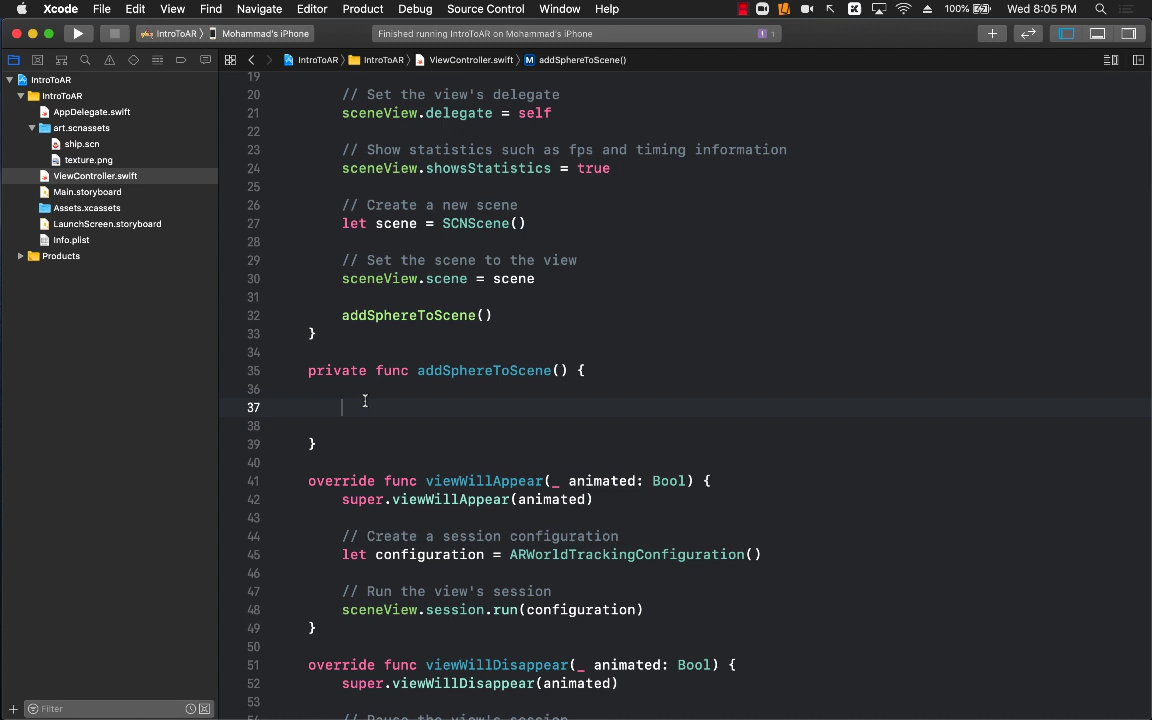 Xcode File Edit View Find Navigate Editor Product Debug Source Control Window Help 100% Wed 8:05 PM
IntroToAR Mohammad's iPhone Finished running IntroToAR on Mohammad's iPhone 1
IntroToAR IntroToAR ViewController.swift M addSphereToScene()
IntroToAR
IntroToAR
AppDelegate.swift
art.scnassets
ship.scn
texture.png
ViewController.swift
Main.storyboard
Assets.xcassets
LaunchScreen.storyboard
Info.plist
Products
Filter
19
20 // Set the view's delegate
21 sceneView.delegate = self
22
23 // Show statistics such as fps and timing information
24 sceneView.showsStatistics = true
25
26 // Create a new scene
27 let scene = SCNScene()
28
29 // Set the scene to the view
30 sceneView.scene = scene
31
32 addSphereToScene()
33 }
34
35 private func addSphereToScene() {
36
37
38
39 }
40
41 override func viewWillAppear(_ animated: Bool) {
42 super.viewWillAppear(animated)
43
44 // Create a session configuration
45 let configuration = ARWorldTrackingConfiguration()
46
47 // Run the view's session
48 sceneView.session.run(configuration)
49 }
50
51 override func viewWillDisappear(_ animated: Bool) {
52 super.viewWillDisappear(animated)
53
54 // Pause the view's session